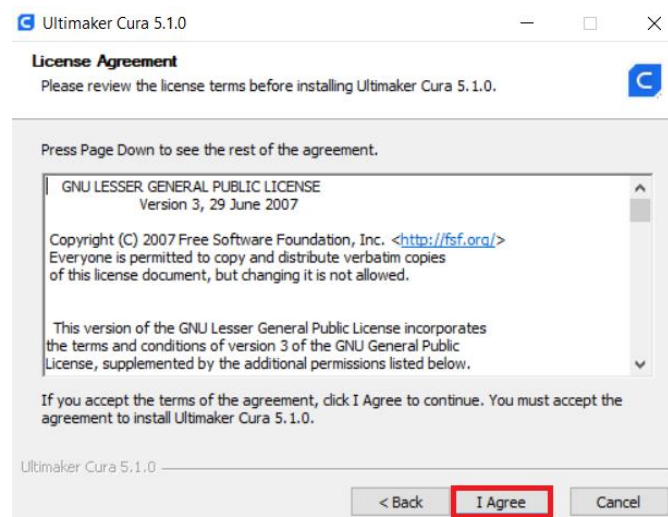 Ultimaker Cura 5.1.0
License Agreement
Please review the license terms before installing Ultimaker Cura 5.1.0.
Press Page Down to see the rest of the agreement.
GNU LESSER GENERAL PUBLIC LICENSE
Version 3, 29 June 2007
Copyright (C) 2007 Free Software Foundation, Inc. <http://fsf.org/>
Everyone is permitted to copy and distribute verbatim copies
of this license document, but changing it is not allowed.
This version of the GNU Lesser General Public License incorporates
the terms and conditions of version 3 of the GNU General Public
License, supplemented by the additional permissions listed below.
If you accept the terms of the agreement, click I Agree to continue. You must accept the
agreement to install Ultimaker Cura 5.1.0.
Ultimaker Cura 5.1.0
< Back I Agree Cancel